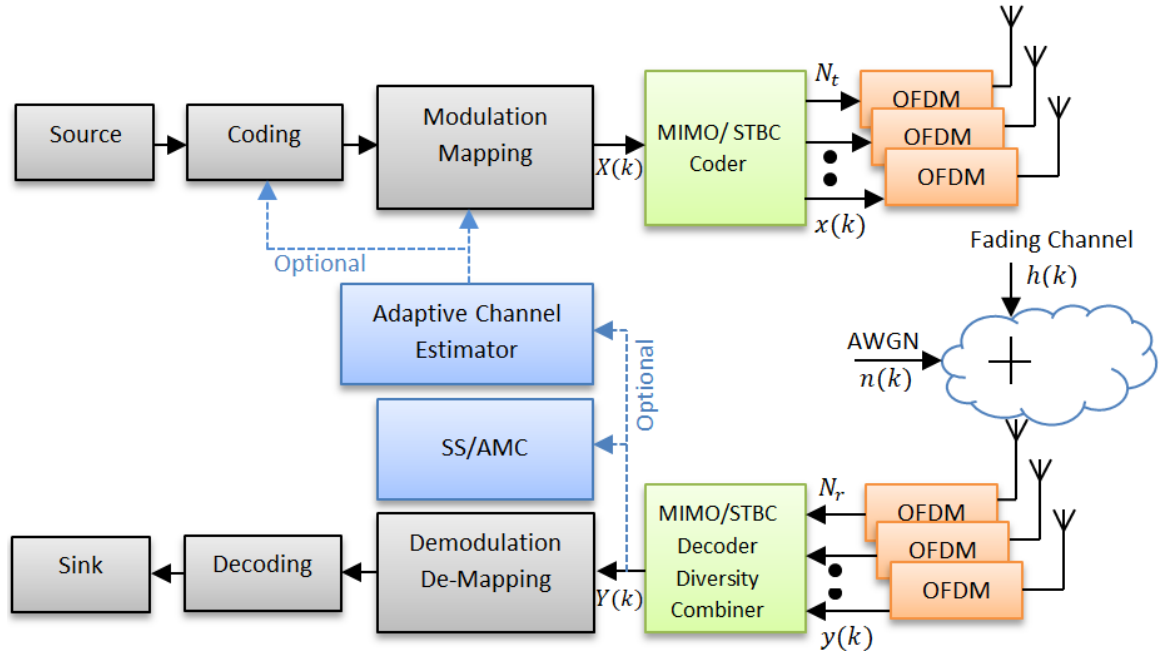 Source
Coding
Modulation
Mapping
X(k)
MIMO/ STBC
Coder
N_t
x(k)
OFDM
OFDM
OFDM
Fading Channel
h(k)
AWGN
n(k)
Optional
Adaptive Channel
Estimator
Optional
SS/AMC
Sink
Decoding
Demodulation
De-Mapping
Y(k)
MIMO/STBC
Decoder
Diversity
Combiner
N_r
y(k)
OFDM
OFDM
OFDM